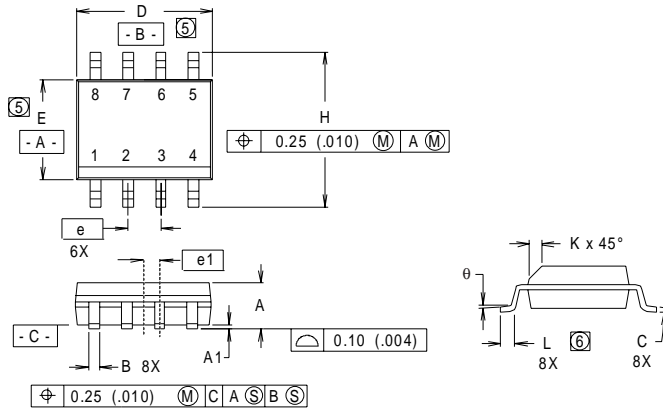 D
- B - 5
8 7 6 5
5
E
- A -
H
⌖ 0.25 (.010) Ⓜ A Ⓜ
1 2 3 4
e
6X
e1
K x 45°
θ
A
- C -
A1
⌓ 0.10 (.004)
B 8X
L 6
8X
C
8X
⌖ 0.25 (.010) Ⓜ C A Ⓢ B Ⓢ